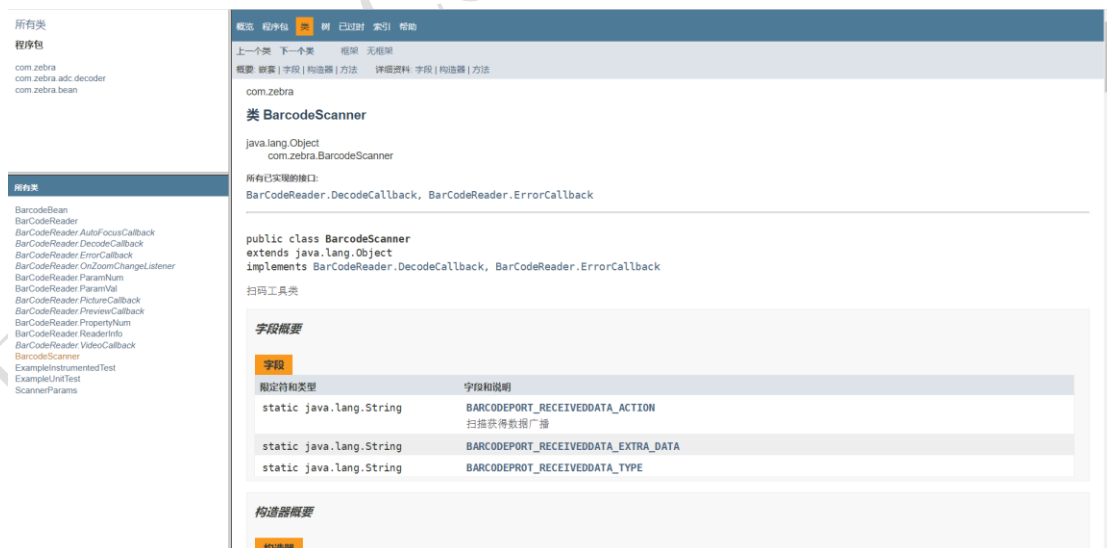 所有类
程序包
com.zebra
com.zebra.adc.decoder
com.zebra.bean
所有类
BarcodeBean
BarCodeReader
BarCodeReader.AutoFocusCallback
BarCodeReader.DecodeCallback
BarCodeReader.ErrorCallback
BarCodeReader.OnZoomChangeListener
BarCodeReader.ParamNum
BarCodeReader.ParamVal
BarCodeReader.PictureCallback
BarCodeReader.PreviewCallback
BarCodeReader.PropertyNum
BarCodeReader.ReaderInfo
BarCodeReader.VideoCallback
BarcodeScanner
ExampleInstrumentedTest
ExampleUnitTest
ScannerParams
概览 程序包 类 树 已过时 索引 帮助
上一个类 下一个类 框架 无框架
概要: 嵌套 | 字段 | 构造器 | 方法 详细资料: 字段 | 构造器 | 方法
com.zebra
类 BarcodeScanner
java.lang.Object
com.zebra.BarcodeScanner
所有已实现的接口:
BarCodeReader.DecodeCallback, BarCodeReader.ErrorCallback
public class BarcodeScanner
extends java.lang.Object
implements BarCodeReader.DecodeCallback, BarCodeReader.ErrorCallback
扫码工具类
字段概要
字段
限定符和类型 字段和说明
static java.lang.String BARCODEPORT_RECEIVEDDATA_ACTION
扫描获得数据广播
static java.lang.String BARCODEPORT_RECEIVEDDATA_EXTRA_DATA
static java.lang.String BARCODEPROT_RECEIVEDDATA_TYPE
构造器概要
构造器